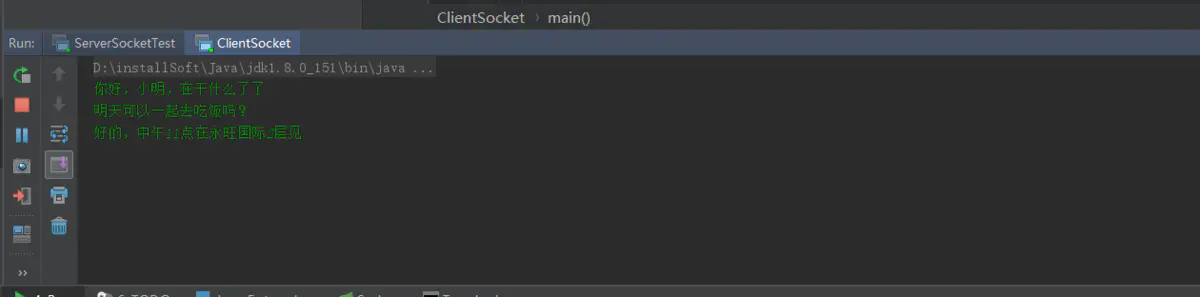 ClientSocket › main()
Run: ServerSocketTest ClientSocket
D:\installSoft\Java\jdk1.8.0_151\bin\java ...
你好，小明，在干什么了了
明天可以一起去吃饭吗？
好的，中午11点在永旺国际2层见